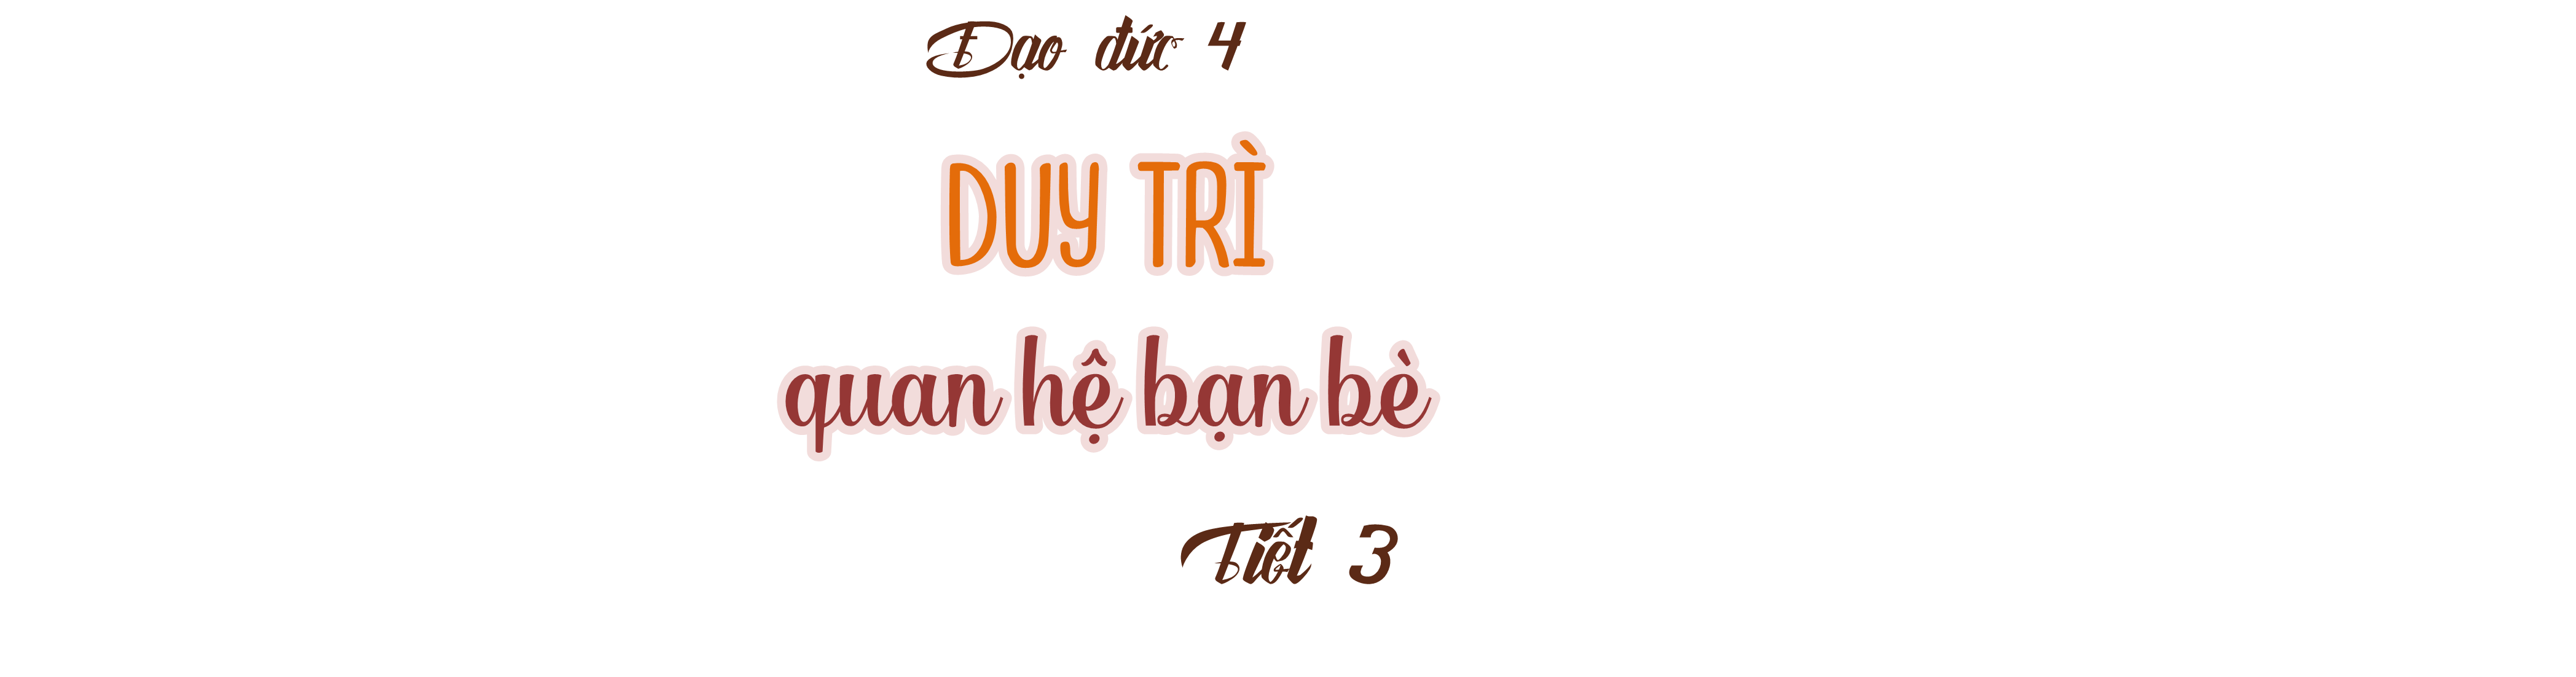 Đạo đức 4
DUY TRÌ
quan hệ bạn bè
Tiết 3